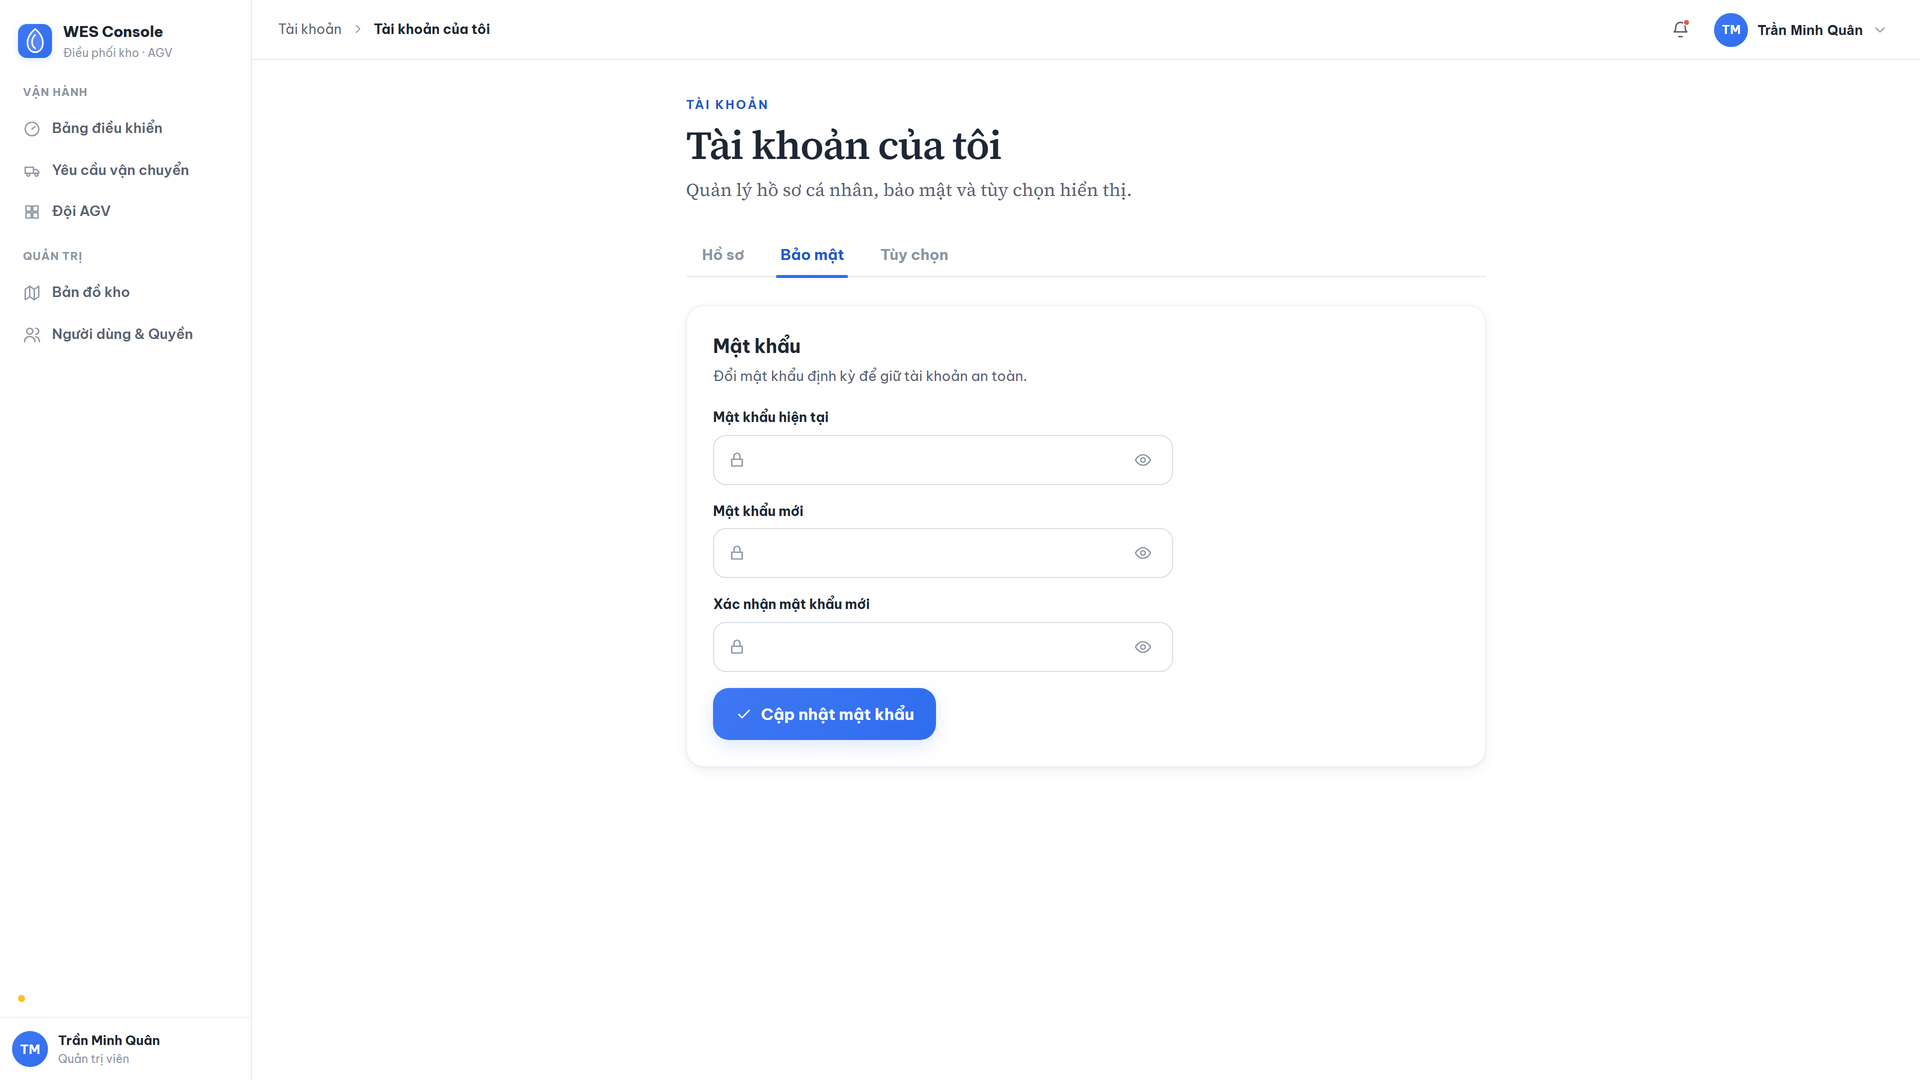 WES Console
Điều phối kho · AGV
VẬN HÀNH
Bảng điều khiển
Yêu cầu vận chuyển
Đội AGV
QUẢN TRỊ
Bản đồ kho
Người dùng & Quyền
TM
Trần Minh Quân
Quản trị viên
Tài khoản
Tài khoản của tôi
TM
Trần Minh Quân
TÀI KHOẢN
Tài khoản của tôi
Quản lý hồ sơ cá nhân, bảo mật và tùy chọn hiển thị.
Hồ sơ
Bảo mật
Tùy chọn
Mật khẩu
Đổi mật khẩu định kỳ để giữ tài khoản an toàn.
Mật khẩu hiện tại
Mật khẩu mới
Xác nhận mật khẩu mới
Cập nhật mật khẩu